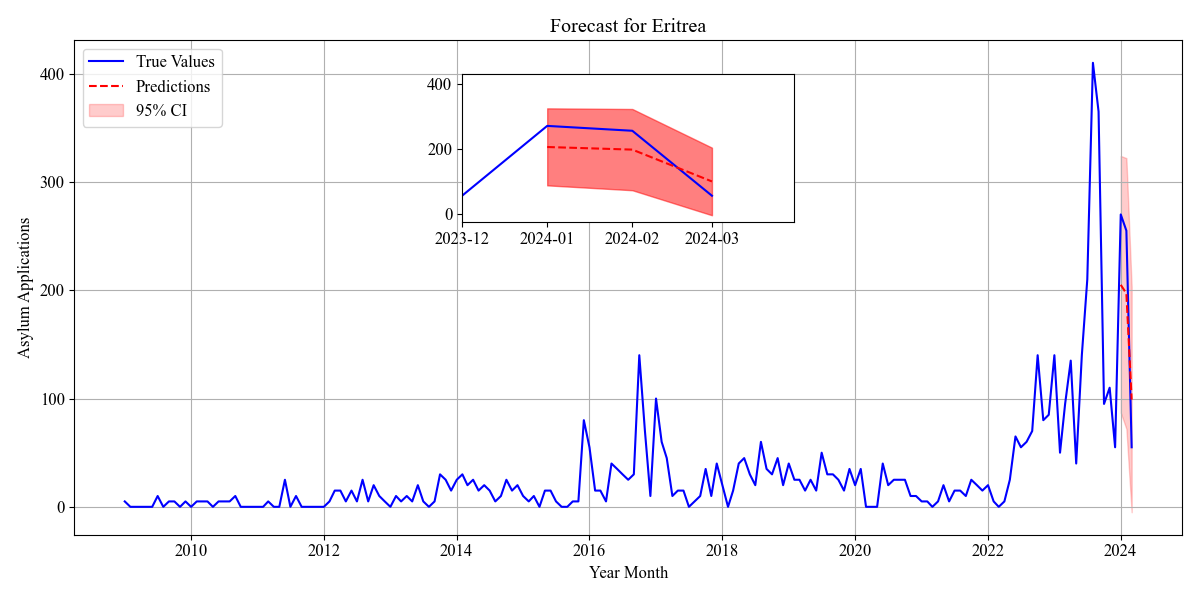 Forecast for Eritrea
True Values
Predictions
95% CI
400
300
200
100
0
Asylum Applications
400
200
0
2023-12 2024-01 2024-02 2024-03
2010 2012 2014 2016 2018 2020 2022 2024
Year Month